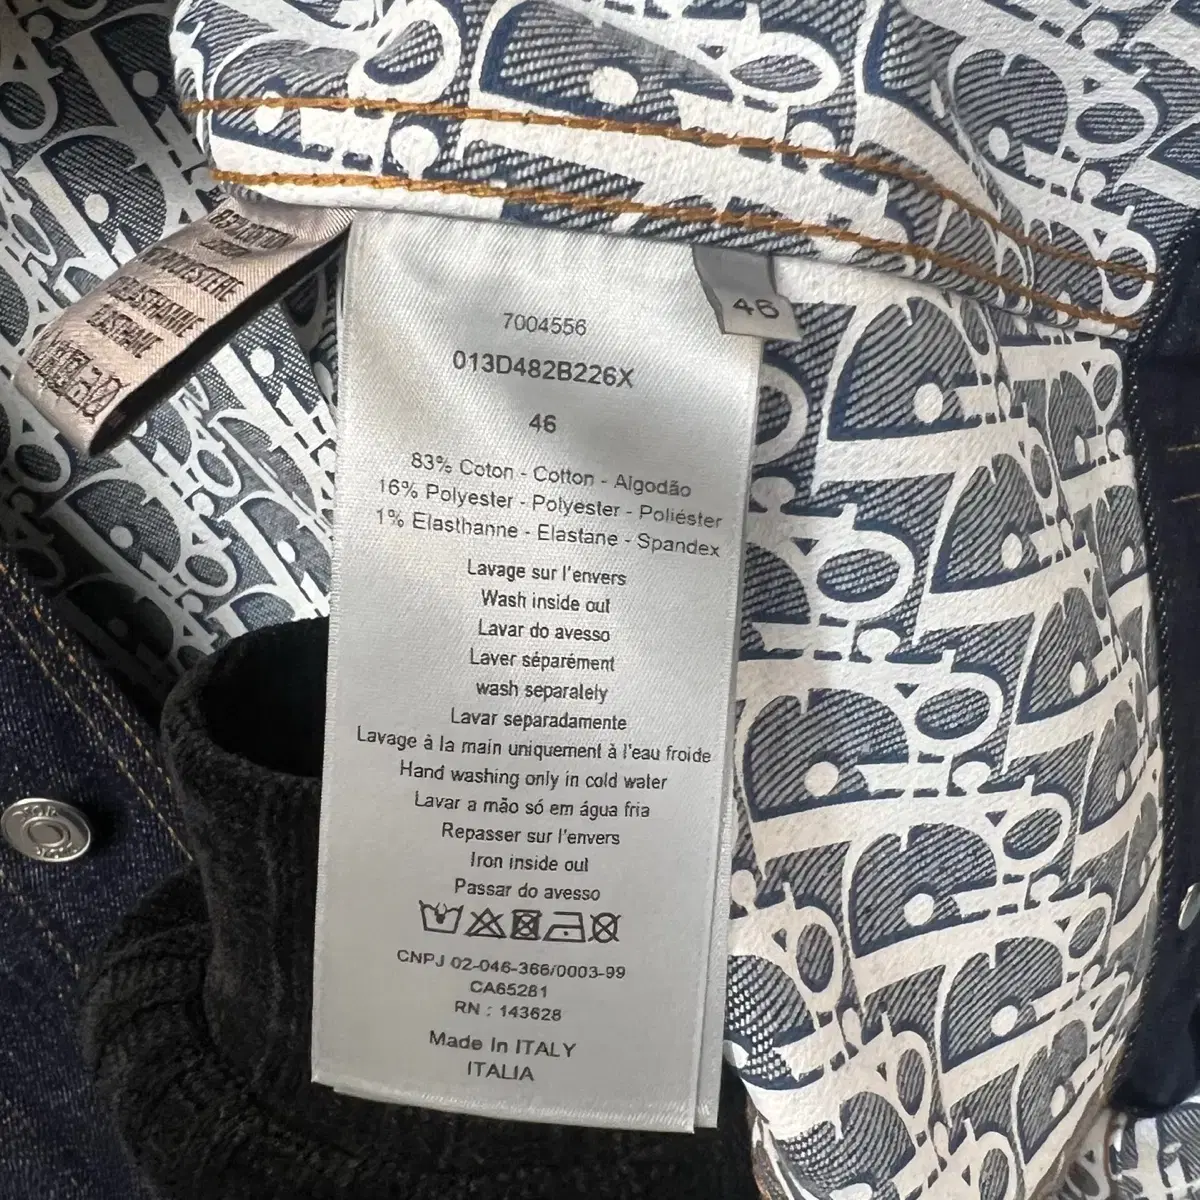 46
7004556
013D482B226X
46
83% Coton - Cotton - Algodão
16% Polyester - Polyester - Poliéster
1% Elasthanne - Elastane - Spandex
Lavage sur l'envers
Wash inside out
Lavar do avesso
Laver séparément
wash separalely
Lavar separadamente
Lavage à la main uniquement à l'eau froide
Hand washing only in cold water
Lavar a mão só em água fria
Repasser sur l'envers
Iron inside out
Passar do avesso
CNPJ 02-046-366/0003-99
CA65281
RN : 143628
Made In ITALY
ITALIA
ELASTHANNE
ELASTANE